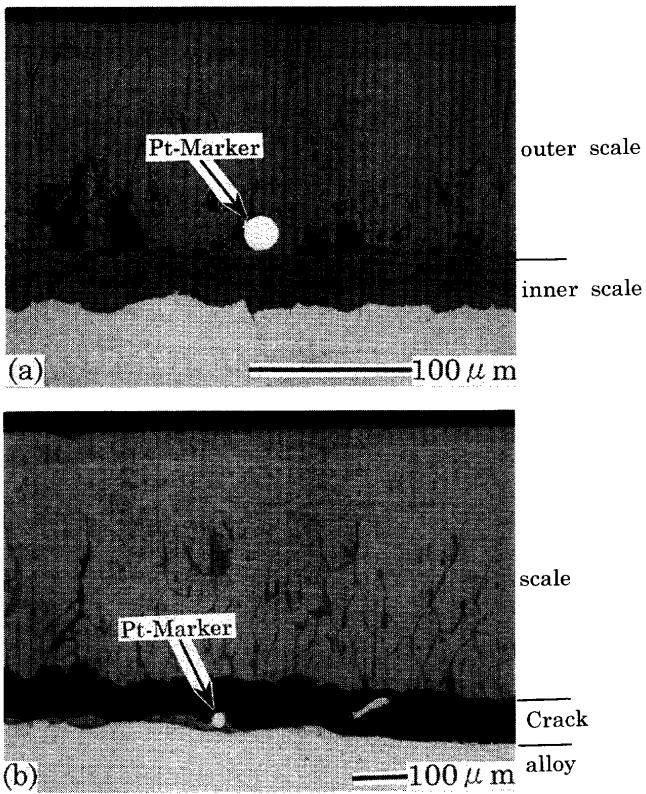 Pt-Marker
outer scale
inner scale
(a)
100 μ m
scale
Pt-Marker
Crack
alloy
(b)
100 μ m